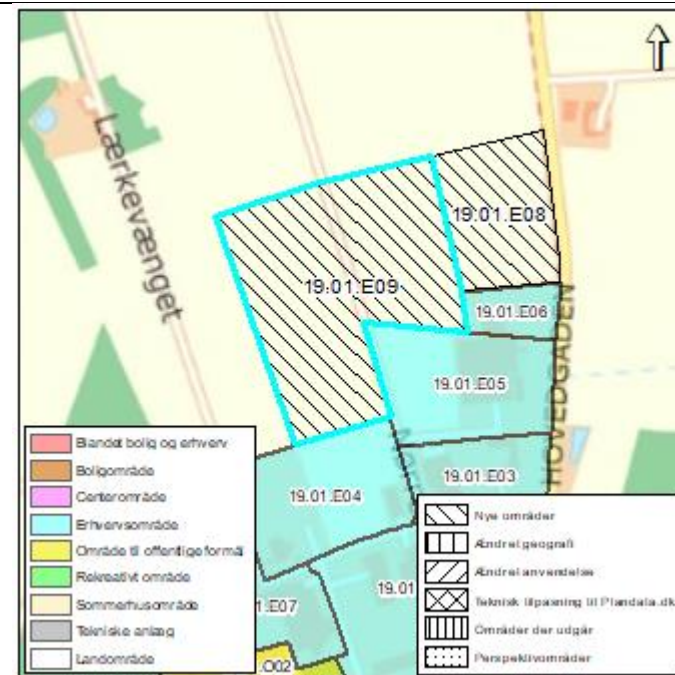 Lærkevænget
19.01.E08
19.01.E09
19.01.E06
HOVEDGADEN
19.01.E05
19.01.E03
19.01.E04
19.01
1.E07
.O02
Blandet bolig og erhverv
Boligområde
Centerområde
Erhvervsområde
Område til offentlige formål
Rekreativt område
Sommerhusområde
Tekniske anlæg
Landområde
Nye områder
Ændret geografi
Ændret anvendelse
Teknisk tilpasning til Plandata.dk
Områder der udgår
Perspektivområder